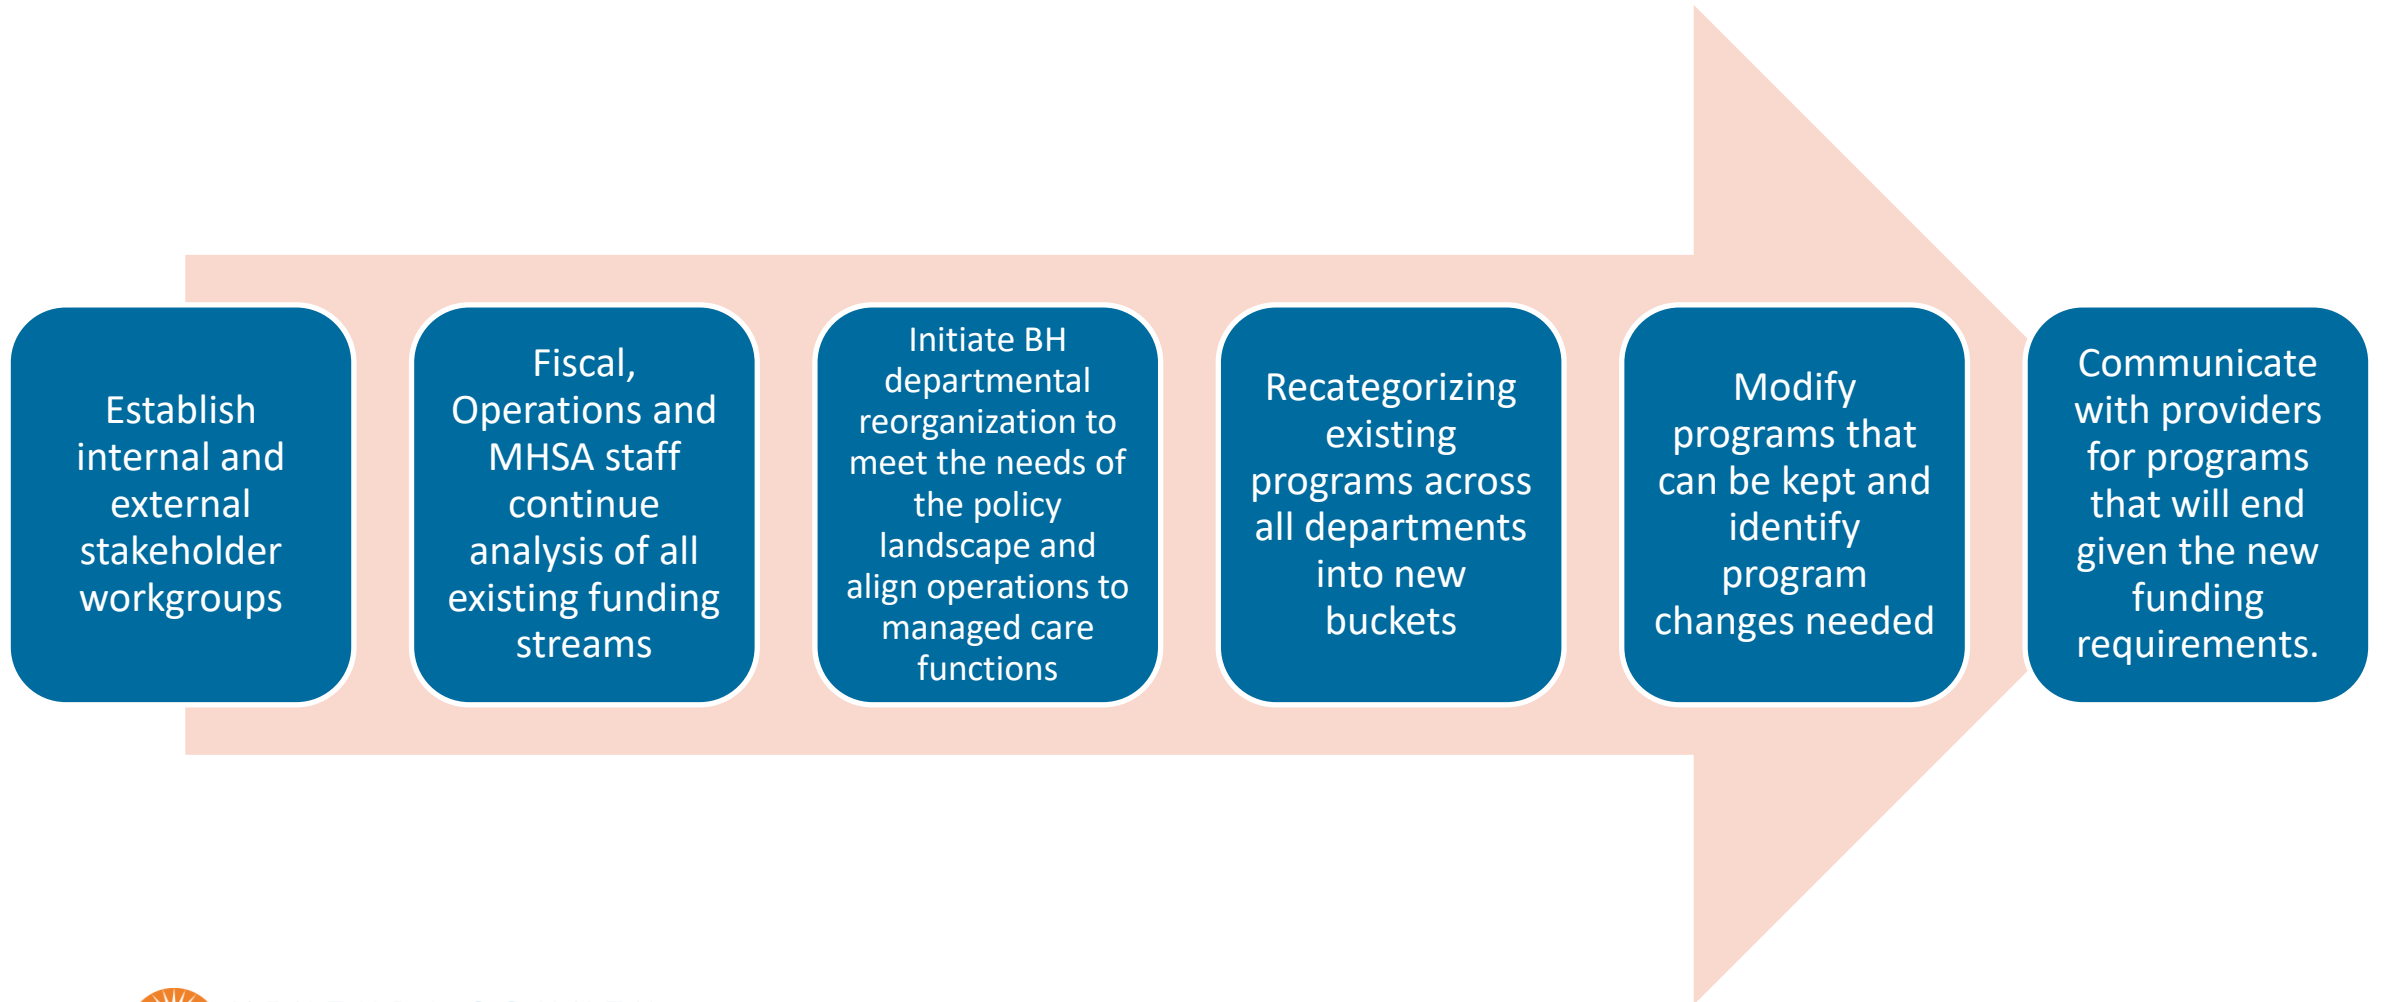 Establish
internal and
external
stakeholder
workgroups
Fiscal,
Operations and
MHSA staff
continue
analysis of all
existing funding
streams
Initiate BH
departmental
reorganization to
meet the needs of
the policy
landscape and
align operations to
managed care
functions
Recategorizing
existing
programs across
all departments
into new
buckets
Modify
programs that
can be kept and
identify
program
changes needed
Communicate
with providers
for programs
that will end
given the new
funding
requirements.